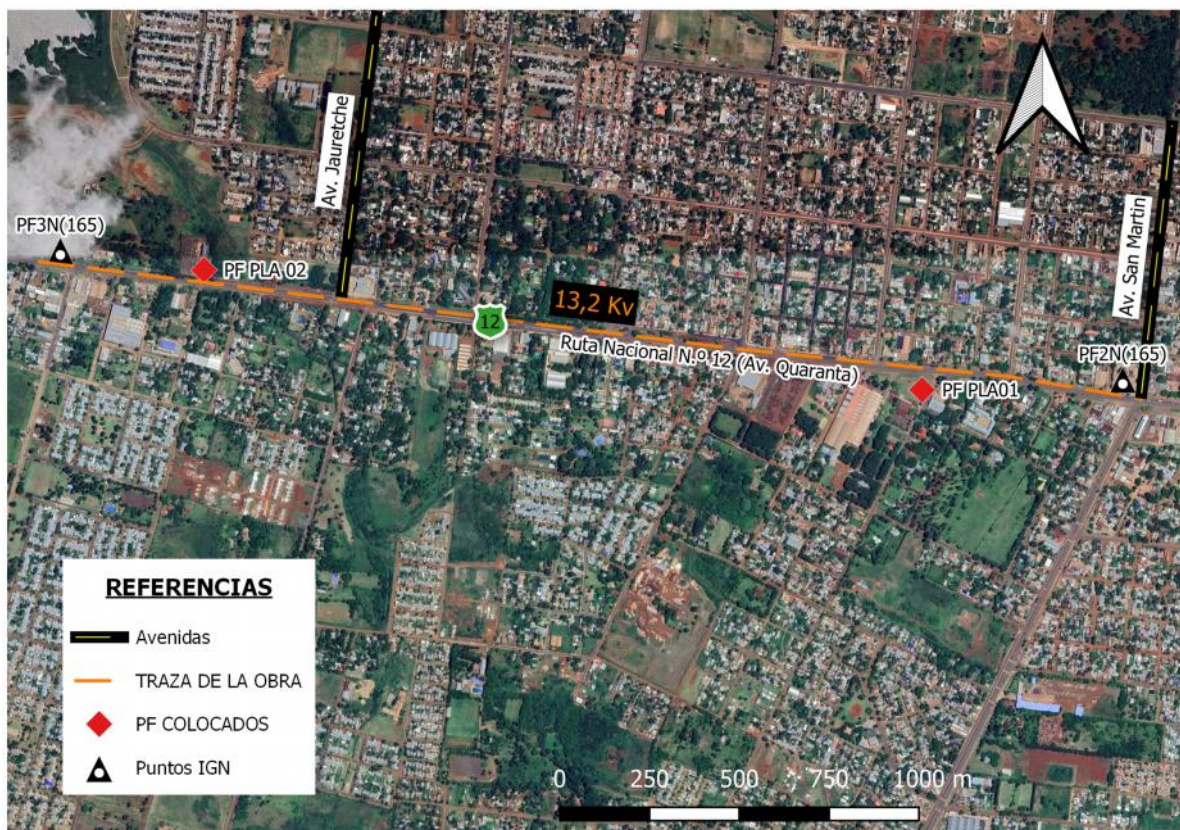 Av. Jauretche
Av. San Martin
PF3N(165)
PF PLA 02
13,2 Kv
12
Ruta Nacional N.º 12 (Av. Quaranta)
PF2N(165)
PF PLA01
REFERENCIAS
Avenidas
TRAZA DE LA OBRA
PF COLOCADOS
Puntos IGN
0 250 500 750 1000 m